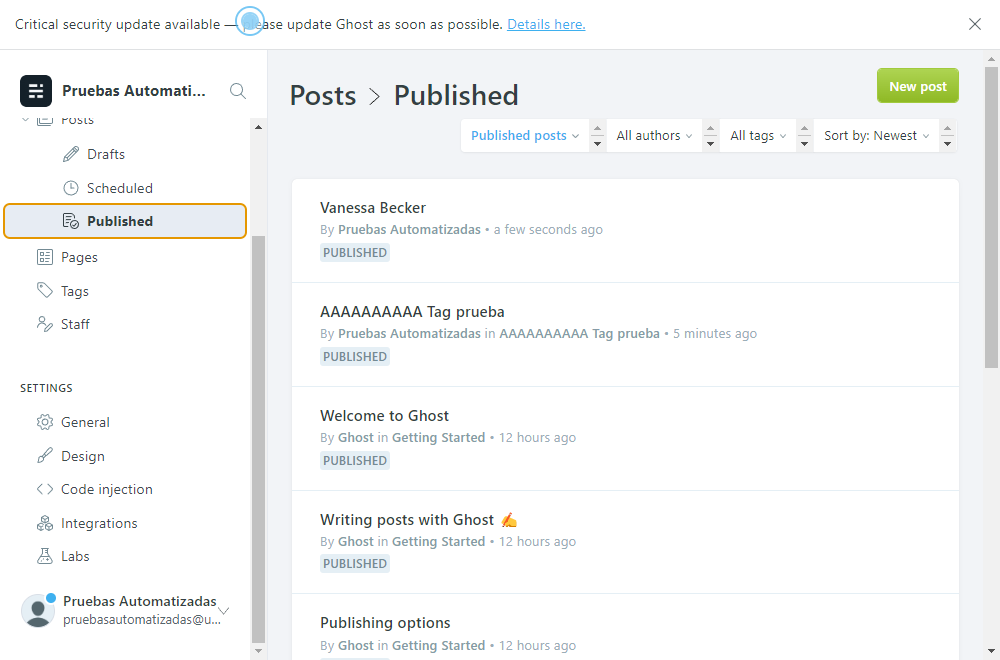 Critical security update available — please update Ghost as soon as possible. Details here.
Pruebas Automati...
Posts
Drafts
Scheduled
Published
Pages
Tags
Staff
SETTINGS
General
Design
Code injection
Integrations
Labs
Pruebas Automatizadas
pruebasautomatizadas@u...
Posts > Published
New post
Published posts
All authors
All tags
Sort by: Newest
Vanessa Becker
By Pruebas Automatizadas • a few seconds ago
PUBLISHED
AAAAAAAAAA Tag prueba
By Pruebas Automatizadas in AAAAAAAAAA Tag prueba • 5 minutes ago
PUBLISHED
Welcome to Ghost
By Ghost in Getting Started • 12 hours ago
PUBLISHED
Writing posts with Ghost ✍️
By Ghost in Getting Started • 12 hours ago
PUBLISHED
Publishing options
By Ghost in Getting Started • 12 hours ago